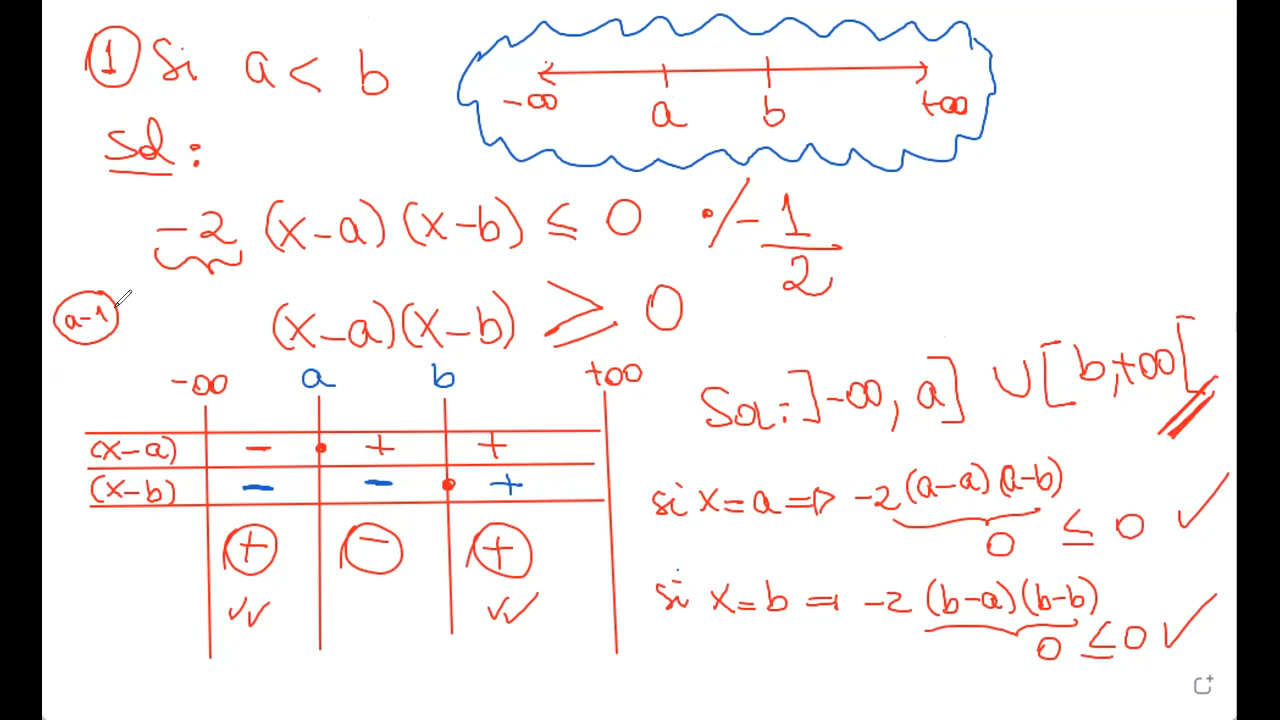 1 Si a < b
-∞ a b +∞
Sol:
-2 (x-a) (x-b) ≤ 0 ·/ - 1/2
a-1
(x-a)(x-b) ≥ 0
-∞ a b +∞
(x-a) - + +
(x-b) - - +
+ - +
Sol: ]-∞, a] ∪ [b, +∞[
si x = a ⇒ -2 (a-a) (a-b)
0 ≤ 0 ✓
si x = b ⇒ -2 (b-a) (b-b)
0 ≤ 0 ✓